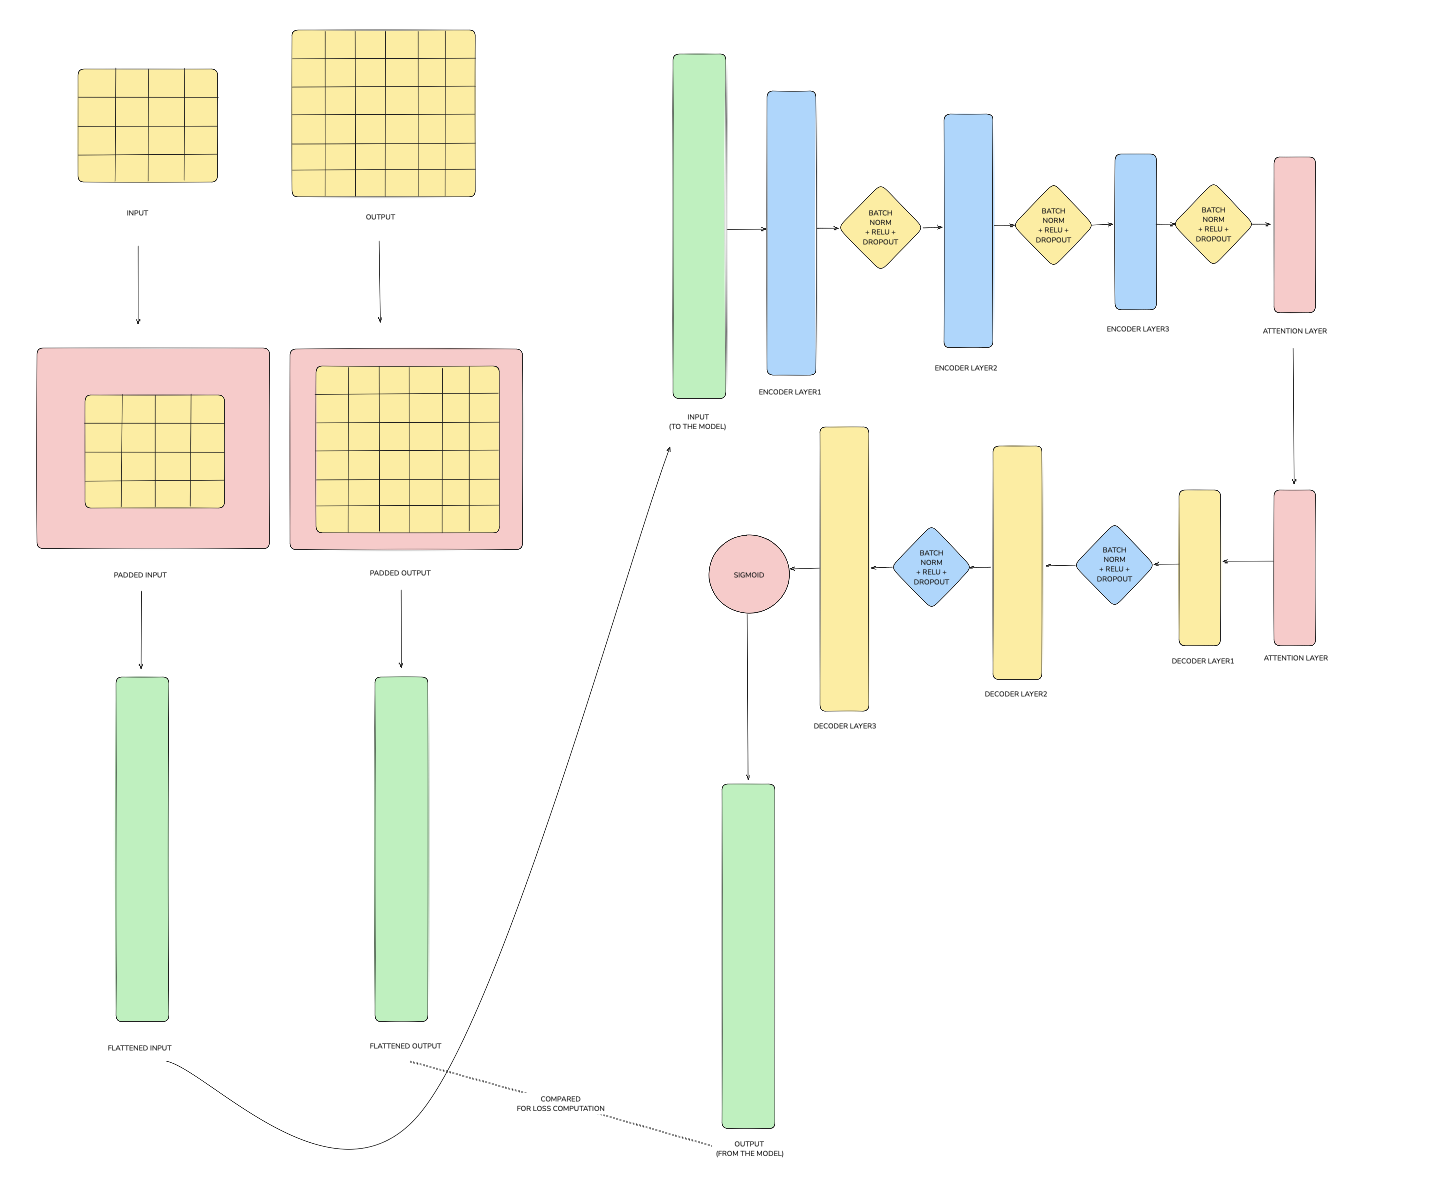 INPUT
OUTPUT
PADDED INPUT
PADDED OUTPUT
FLATTENED INPUT
FLATTENED OUTPUT
COMPARED
FOR LOSS COMPUTATION
INPUT
(TO THE MODEL)
ENCODER LAYER1
BATCH
NORM
+ RELU +
DROPOUT
ENCODER LAYER2
BATCH
NORM
+ RELU +
DROPOUT
ENCODER LAYER3
BATCH
NORM
+ RELU +
DROPOUT
ATTENTION LAYER
ATTENTION LAYER
DECODER LAYER1
BATCH
NORM
+ RELU +
DROPOUT
DECODER LAYER2
BATCH
NORM
+ RELU +
DROPOUT
DECODER LAYER3
SIGMOID
OUTPUT
(FROM THE MODEL)